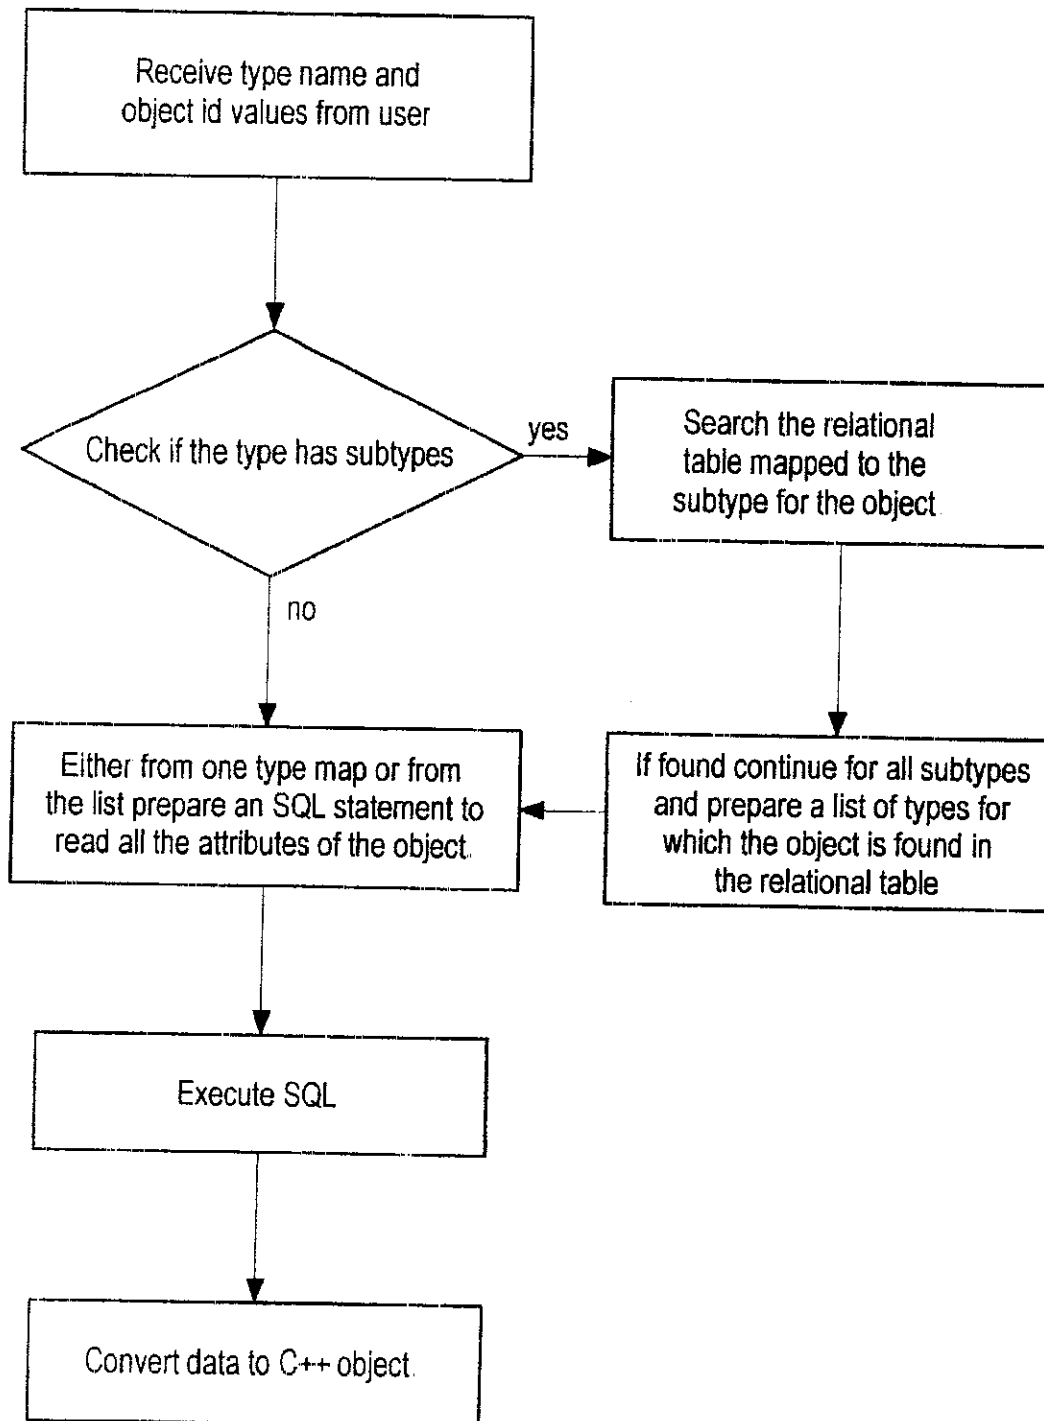 Receive type name and
object id values from user
Check if the type has subtypes
yes
Search the relational
table mapped to the
subtype for the object
no
Either from one type map or from
the list prepare an SQL statement to
read all the attributes of the object.
If found continue for all subtypes
and prepare a list of types for
which the object is found in
the relational table
Execute SQL
Convert data to C++ object.